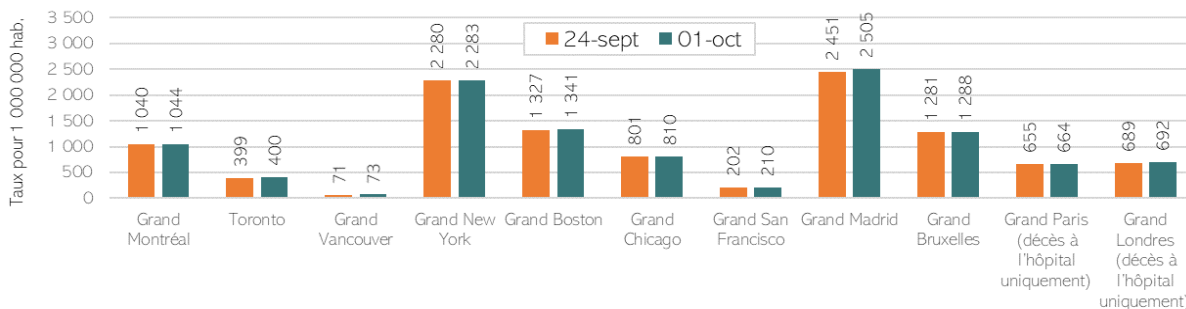 Taux pour 1 000 000 hab.
3 500
3 000
2 500
2 000
1 500
1 000
500
0
24-sept
01-oct
1 040
1 044
399
400
71
73
2 280
2 283
1 327
1 341
801
810
202
210
2 451
2 505
1 281
1 288
655
664
689
692
Grand
Montréal
Toronto
Grand
Vancouver
Grand New
York
Grand Boston
Grand
Chicago
Grand San
Francisco
Grand Madrid
Grand
Bruxelles
Grand Paris
(décès à
l'hôpital
uniquement)
Grand
Londres
(décès à
l'hôpital
uniquement)